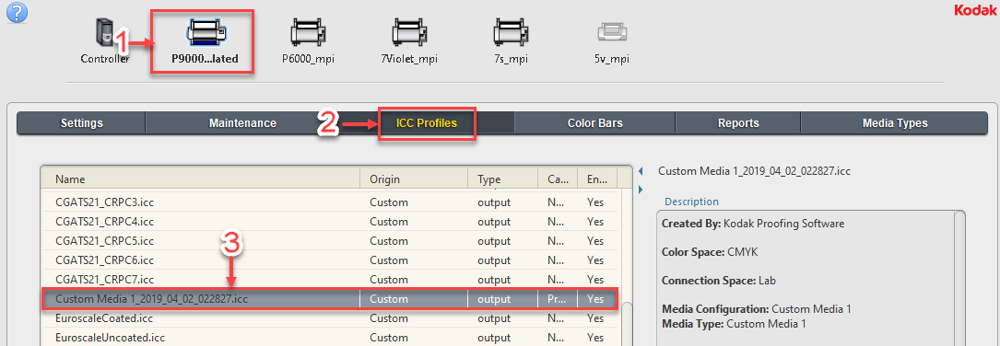 ?
Kodak
1
Controller
P9000...lated
P6000_mpi
7Violet_mpi
7s_mpi
5v_mpi
Settings
Maintenance
2
ICC Profiles
Color Bars
Reports
Media Types
Name Origin Type Ca... En...
CGATS21_CRPC3.icc Custom output N... Yes
CGATS21_CRPC4.icc Custom output N... Yes
CGATS21_CRPC5.icc Custom output N... Yes
CGATS21_CRPC6.icc Custom output N... Yes
CGATS21_CRPC7.icc Custom output N... Yes
3
Custom Media 1_2019_04_02_022827.icc Custom output Pr... Yes
EuroscaleCoated.icc Custom output N... Yes
EuroscaleUncoated.icc Custom output N... Yes
Custom Media 1_2019_04_02_022827.icc
Description
Created By: Kodak Proofing Software
Color Space: CMYK
Connection Space: Lab
Media Configuration: Custom Media 1
Media Type: Custom Media 1